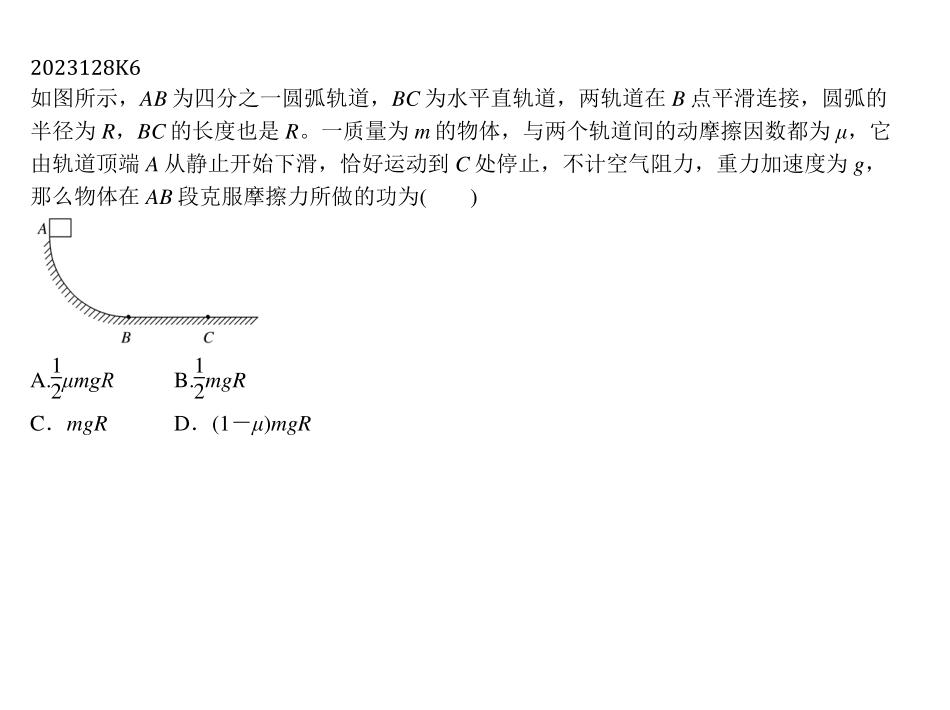 2023128K6
如图所示，AB 为四分之一圆弧轨道，BC 为水平直轨道，两轨道在 B 点平滑连接，圆弧的
半径为 R，BC 的长度也是 R。一质量为 m 的物体，与两个轨道间的动摩擦因数都为 μ，它
由轨道顶端 A 从静止开始下滑，恰好运动到 C 处停止，不计空气阻力，重力加速度为 g，
那么物体在 AB 段克服摩擦力所做的功为(　　)
A
B C
A.\frac{1}{2}μmgR B.\frac{1}{2}mgR
C．mgR D．(1－μ)mgR